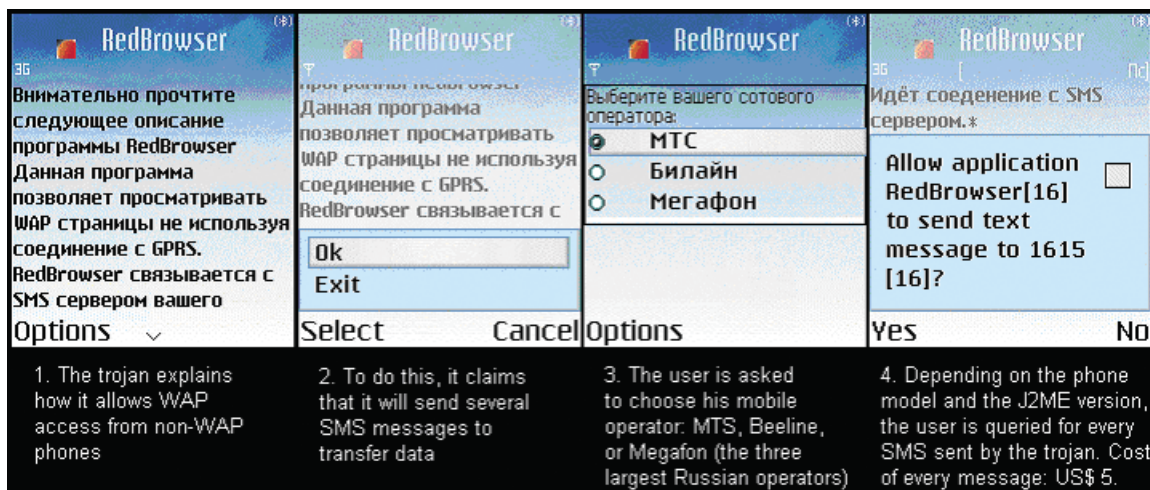 RedBrowser
3G
Внимательно прочтите
следующее описание
программы RedBrowser
Данная программа
позволяет просматривать
WAP страницы не используя
соединение с GPRS.
RedBrowser связывается с
SMS сервером вашего
Options
RedBrowser
программы RedBrowser
Данная программа
позволяет просматривать
WAP страницы не используя
соединение с GPRS.
RedBrowser связывается с
Ok
Exit
Select Cancel
RedBrowser
Выберите вашего сотового
оператора:
МТС
Билайн
Мегафон
Options
RedBrowser
3G [ Пс]
Идёт соеденение с SMS
сервером.*
Allow application
RedBrowser[16]
to send text
message to 1615
[16]?
Yes No
1. The trojan explains
how it allows WAP
access from non-WAP
phones
2. To do this, it claims
that it will send several
SMS messages to
transfer data
3. The user is asked
to choose his mobile
operator: MTS, Beeline,
or Megafon (the three
largest Russian operators)
4. Depending on the phone
model and the J2ME version,
the user is queried for every
SMS sent by the trojan. Cost
of every message: US$ 5.